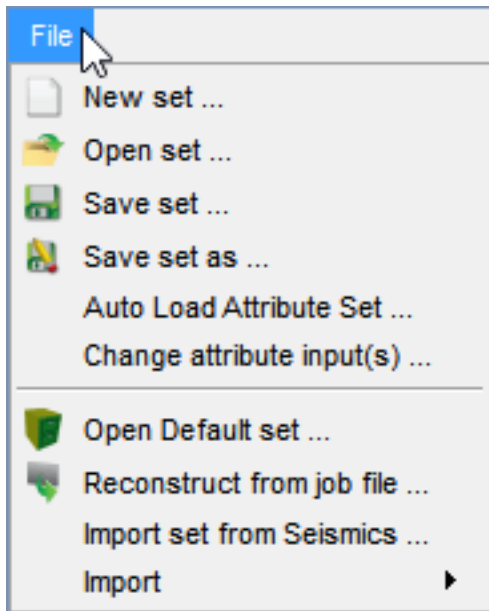 File
New set ...
Open set ...
Save set ...
Save set as ...
Auto Load Attribute Set ...
Change attribute input(s) ...
Open Default set ...
Reconstruct from job file ...
Import set from Seismics ...
Import